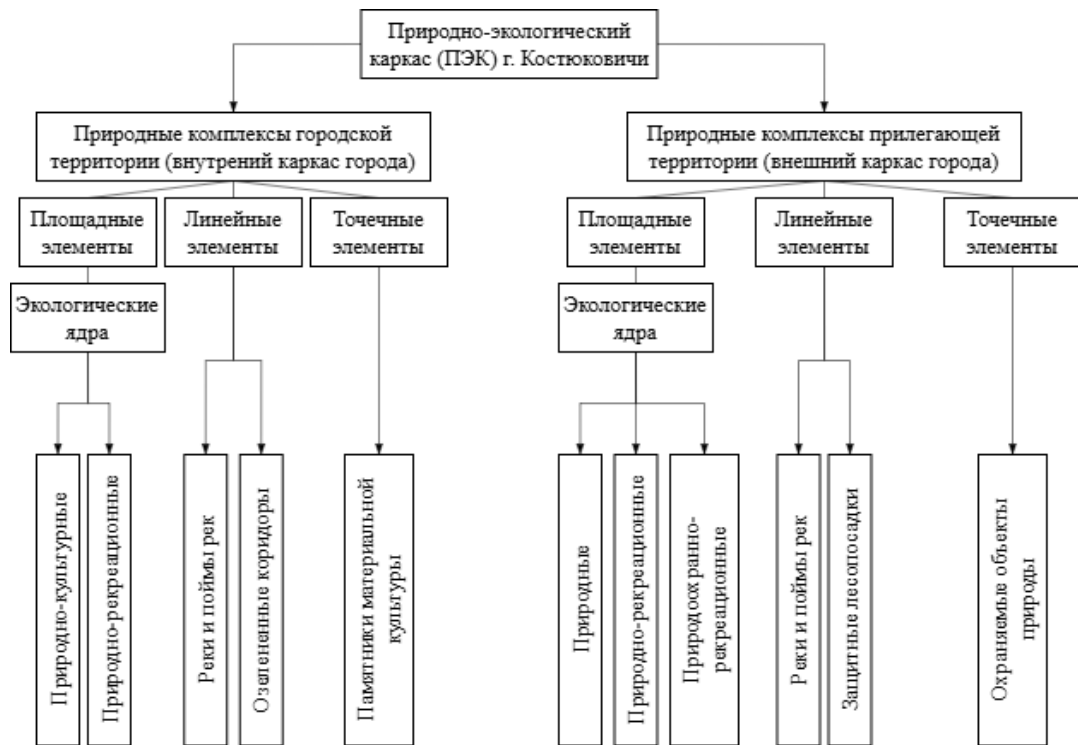 Природно-экологический
каркас (ПЭК) г. Костюковичи
Природные комплексы городской
территории (внутрений каркас города)
Природные комплексы прилегающей
территории (внешний каркас города)
Площадные
элементы
Линейные
элементы
Точечные
элементы
Площадные
элементы
Линейные
элементы
Точечные
элементы
Экологические
ядра
Экологические
ядра
Природно-культурные
Природно-рекреационные
Реки и поймы рек
Озелененные коридоры
Памятники материальной
культуры
Природные
Природно-рекреационные
Природоохранно-
рекреационные
Реки и поймы рек
Защитные лесопосадки
Охраняемые объекты
природы